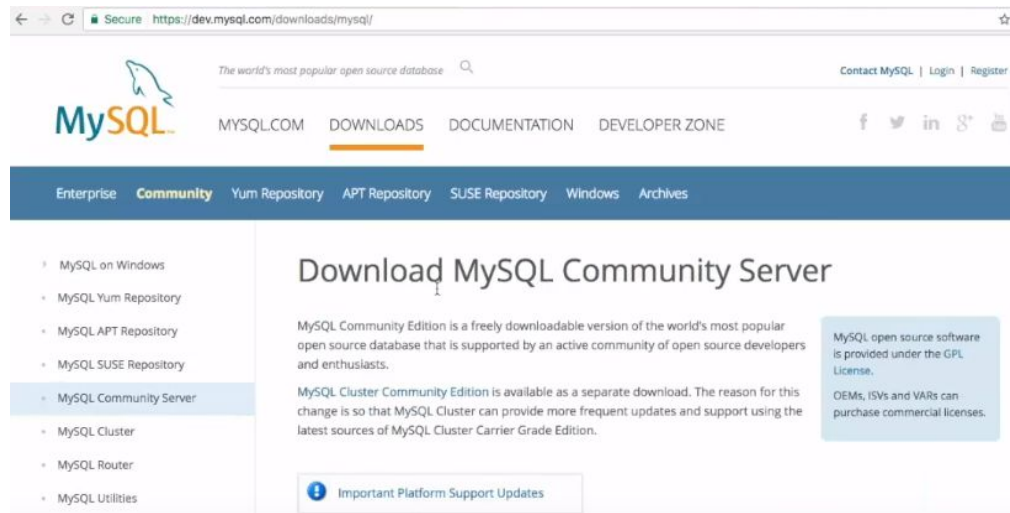 Secure https://dev.mysql.com/downloads/mysql/
The world's most popular open source database
Contact MySQL | Login | Register
MySQL
MYSQL.COM DOWNLOADS DOCUMENTATION DEVELOPER ZONE
Enterprise Community Yum Repository APT Repository SUSE Repository Windows Archives
MySQL on Windows
MySQL Yum Repository
MySQL APT Repository
MySQL SUSE Repository
MySQL Community Server
MySQL Cluster
MySQL Router
MySQL Utilities
Download MySQL Community Server
MySQL Community Edition is a freely downloadable version of the world's most popular
open source database that is supported by an active community of open source developers
and enthusiasts.
MySQL Cluster Community Edition is available as a separate download. The reason for this
change is so that MySQL Cluster can provide more frequent updates and support using the
latest sources of MySQL Cluster Carrier Grade Edition.
Important Platform Support Updates
MySQL open source software
is provided under the GPL
License.
OEMs, ISVs and VARs can
purchase commercial licenses.